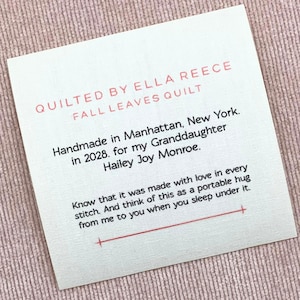 QUILTED BY ELLA REECE
FALL LEAVES QUILT
Handmade in Manhattan, New York.
in 2028. for my Granddaughter
Hailey Joy Monroe.
Know that it was made with love in every
stitch. And think of this as a portable hug
from me to you when you sleep under it.